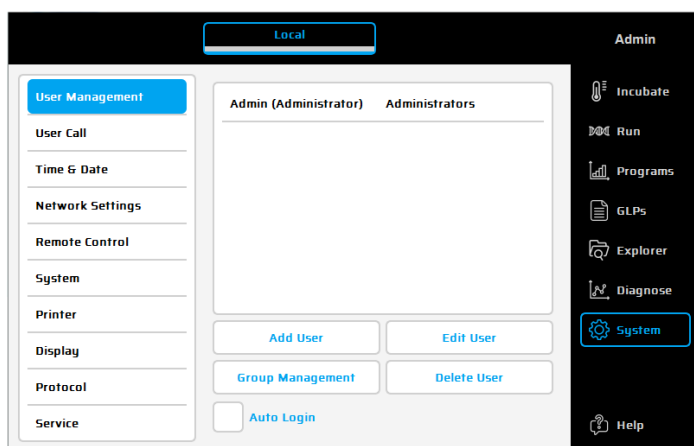 Local
Admin
User Management
User Call
Time & Date
Network Settings
Remote Control
System
Printer
Display
Protocol
Service
Admin (Administrator) Administrators
Add User
Edit User
Group Management
Delete User
Auto Login
Incubate
Run
Programs
GLPs
Explorer
Diagnose
System
Help